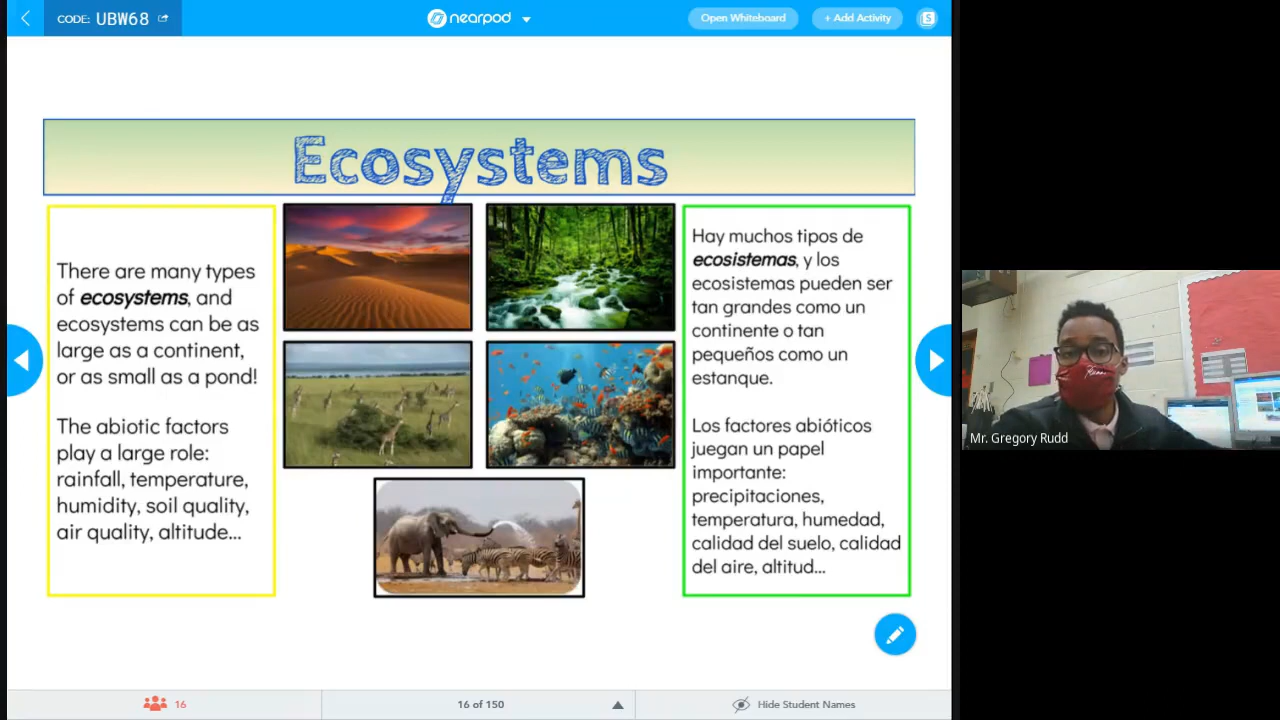 CODE: UBW68
nearpod
Open Whiteboard
+ Add Activity
S
Ecosystems
There are many types
of ecosystems, and
ecosystems can be as
large as a continent,
or as small as a pond!
The abiotic factors
play a large role:
rainfall, temperature,
humidity, soil quality,
air quality, altitude...
Hay muchos tipos de
ecosistemas, y los
ecosistemas pueden ser
tan grandes como un
continente o tan
pequeños como un
estanque.
Los factores abióticos
juegan un papel
importante:
precipitaciones,
temperatura, humedad,
calidad del suelo, calidad
del aire, altitud...
Mr. Gregory Rudd
16
16 of 150
Hide Student Names